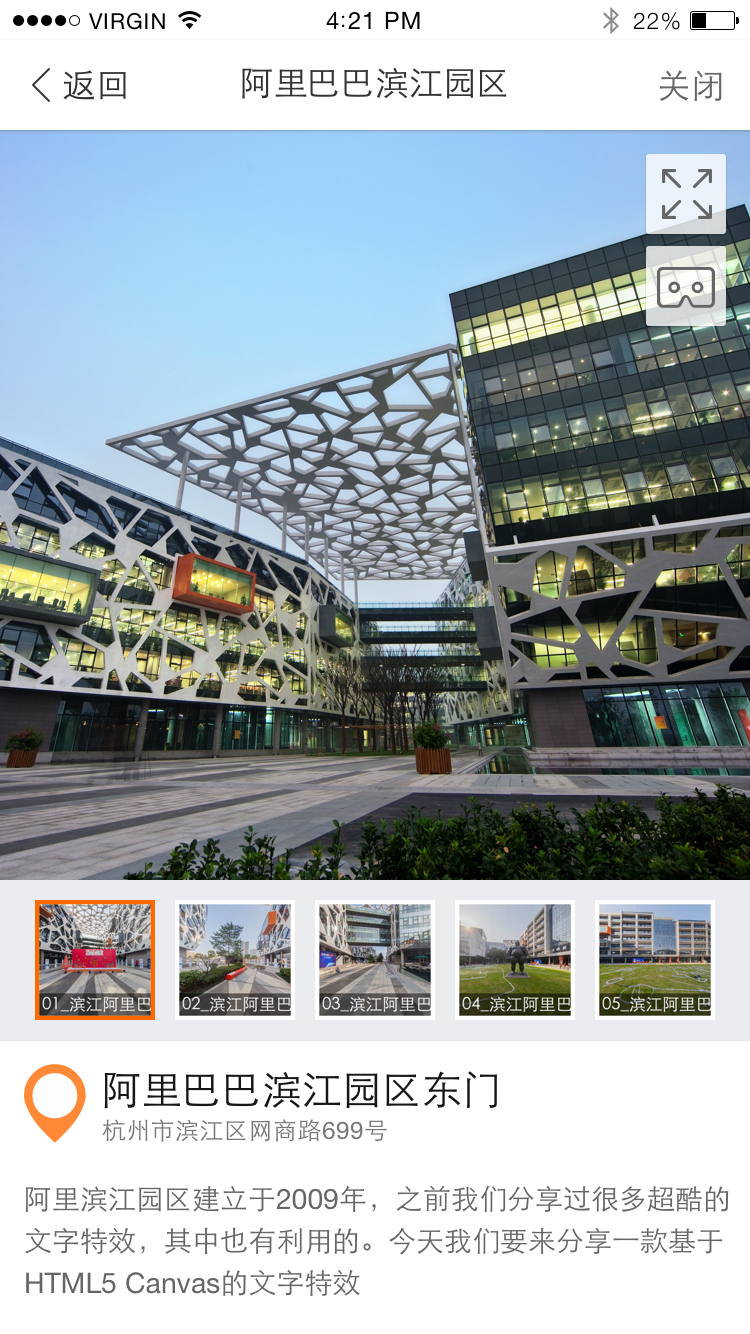 VIRGIN 4:21 PM 22%
返回 阿里巴巴滨江园区 关闭
01_滨江阿里巴
02_滨江阿里巴
03_滨江阿里巴
04_滨江阿里巴
05_滨江阿里巴
阿里巴巴滨江园区东门
杭州市滨江区网商路699号
阿里滨江园区建立于2009年，之前我们分享过很多超酷的
文字特效，其中也有利用的。今天我们要来分享一款基于
HTML5 Canvas的文字特效